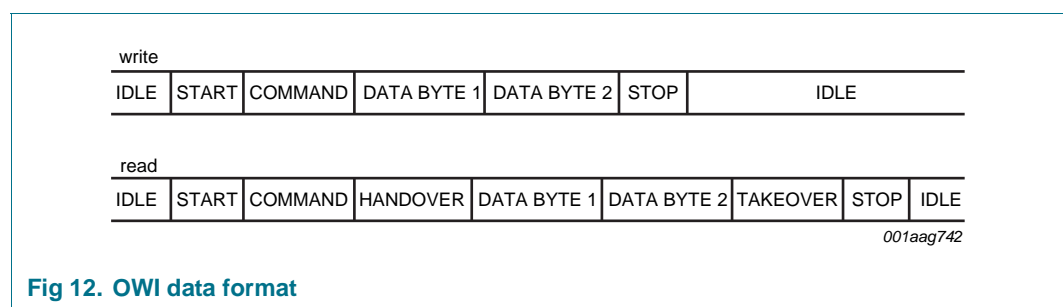 write
IDLE START COMMAND DATA BYTE 1 DATA BYTE 2 STOP IDLE
read
IDLE START COMMAND HANDOVER DATA BYTE 1 DATA BYTE 2 TAKEOVER STOP IDLE
001aag742
Fig 12. OWI data format